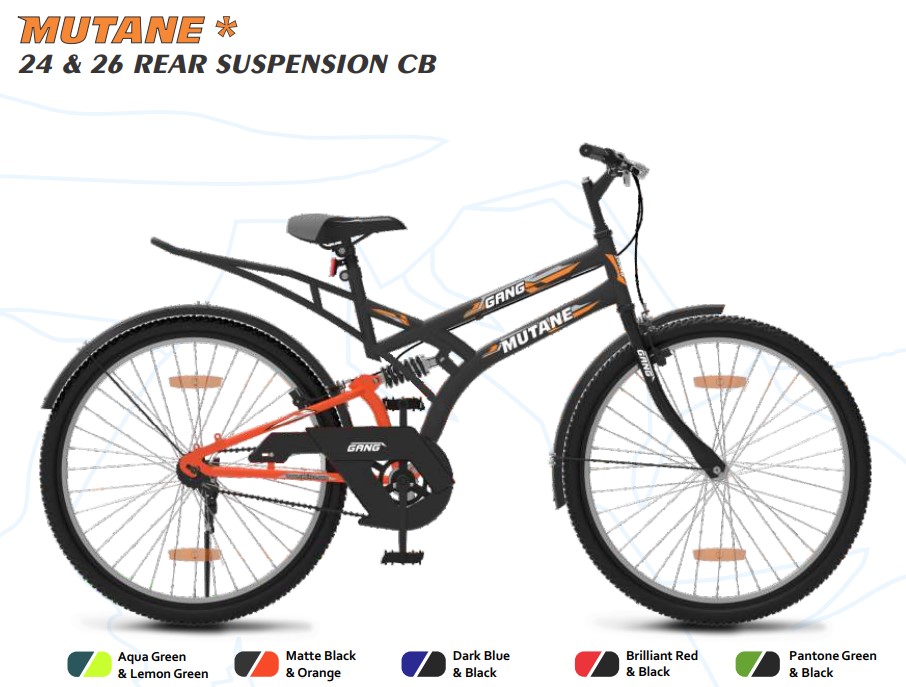 MUTANE *
24 & 26 REAR SUSPENSION CB
GANG
MUTANE
GANG
GANG
Aqua Green
& Lemon Green
Matte Black
& Orange
Dark Blue
& Black
Brilliant Red
& Black
Pantone Green
& Black